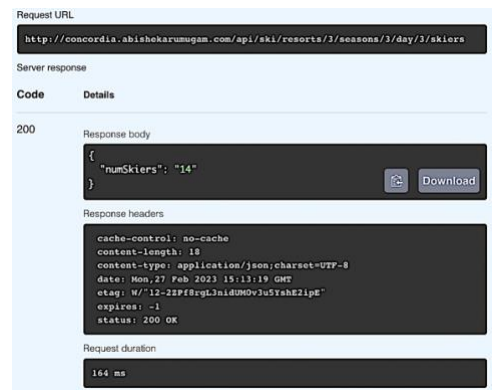 Request URL
http://concordia.abishekarumugam.com/api/ski/resorts/3/seasons/3/day/3/skiers
Server response
Code Details
200
Response body
{
"numSkiers": "14"
}
Download
Response headers
cache-control: no-cache
content-length: 18
content-type: application/json;charset=UTF-8
date: Mon,27 Feb 2023 15:13:19 GMT
etag: W/"12-2ZPf8rgL3nidUMOv3u5YshE2ipE"
expires: -1
status: 200 OK
Request duration
164 ms